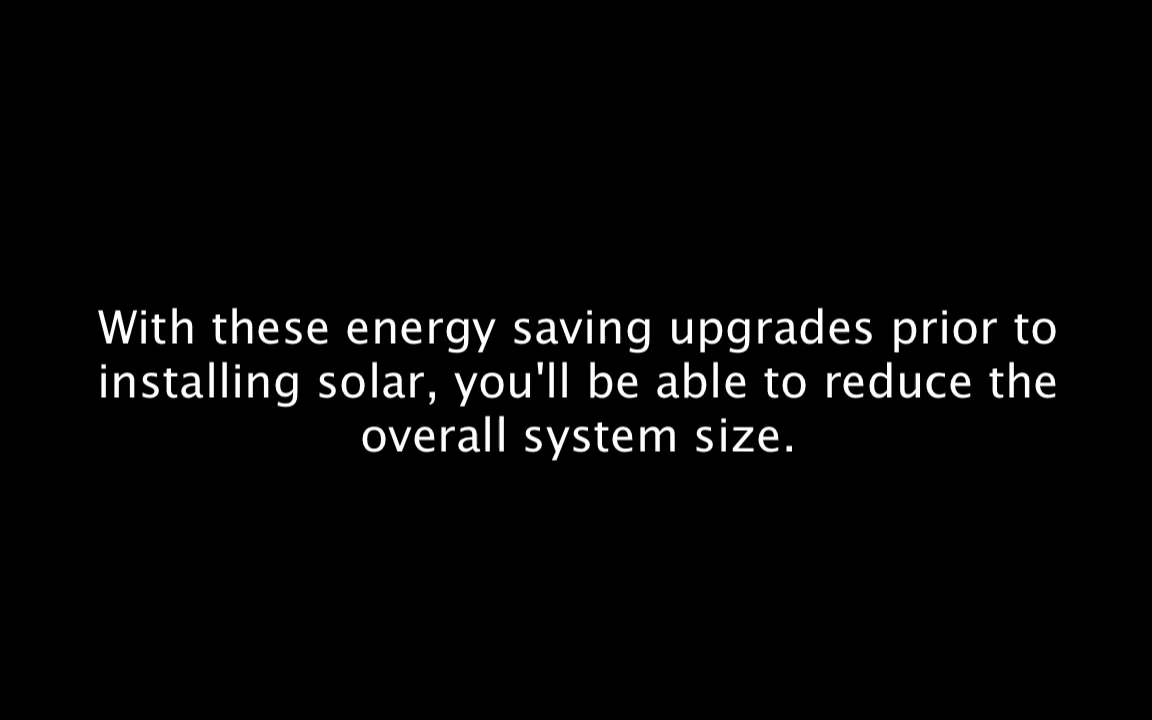 With these energy saving upgrades prior to
installing solar, you'll be able to reduce the
overall system size.